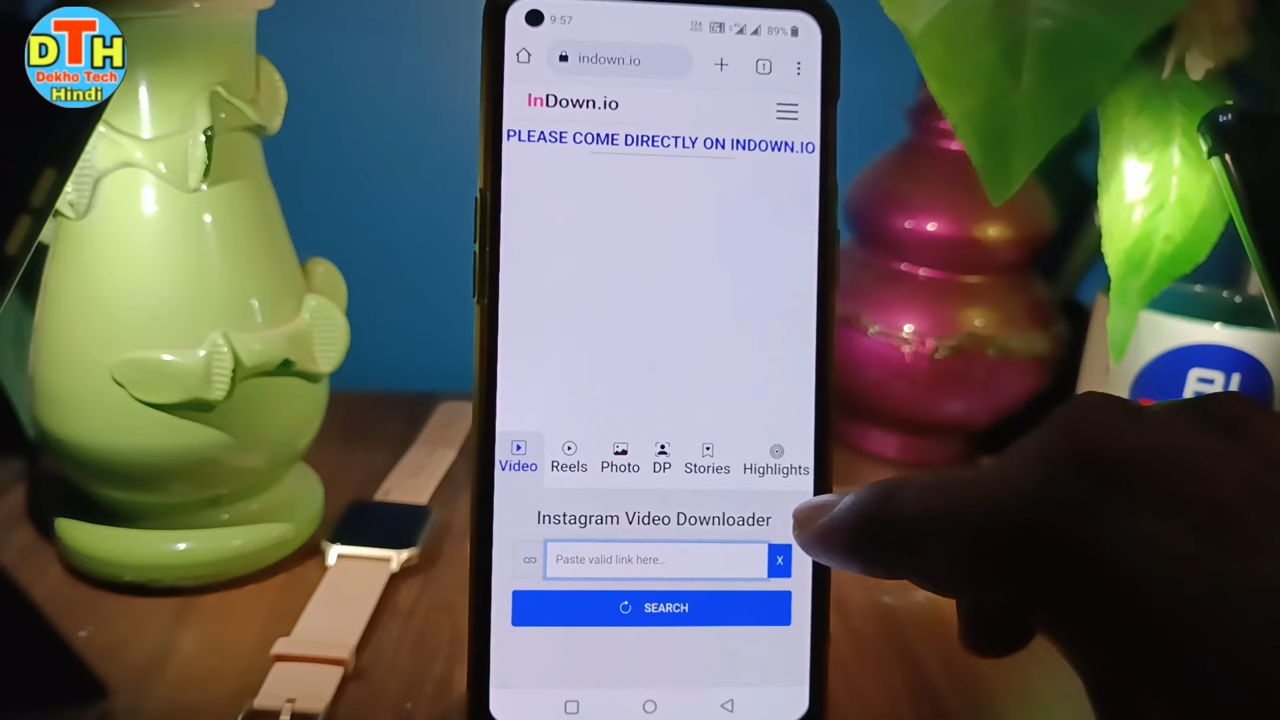 DTH
Dekho Tech
Hindi
9:57
89%
indown.io
1
InDown.io
PLEASE COME DIRECTLY ON INDOWN.IO
Video
Reels
Photo
DP
Stories
Highlights
Instagram Video Downloader
Paste valid link here...
X
SEARCH